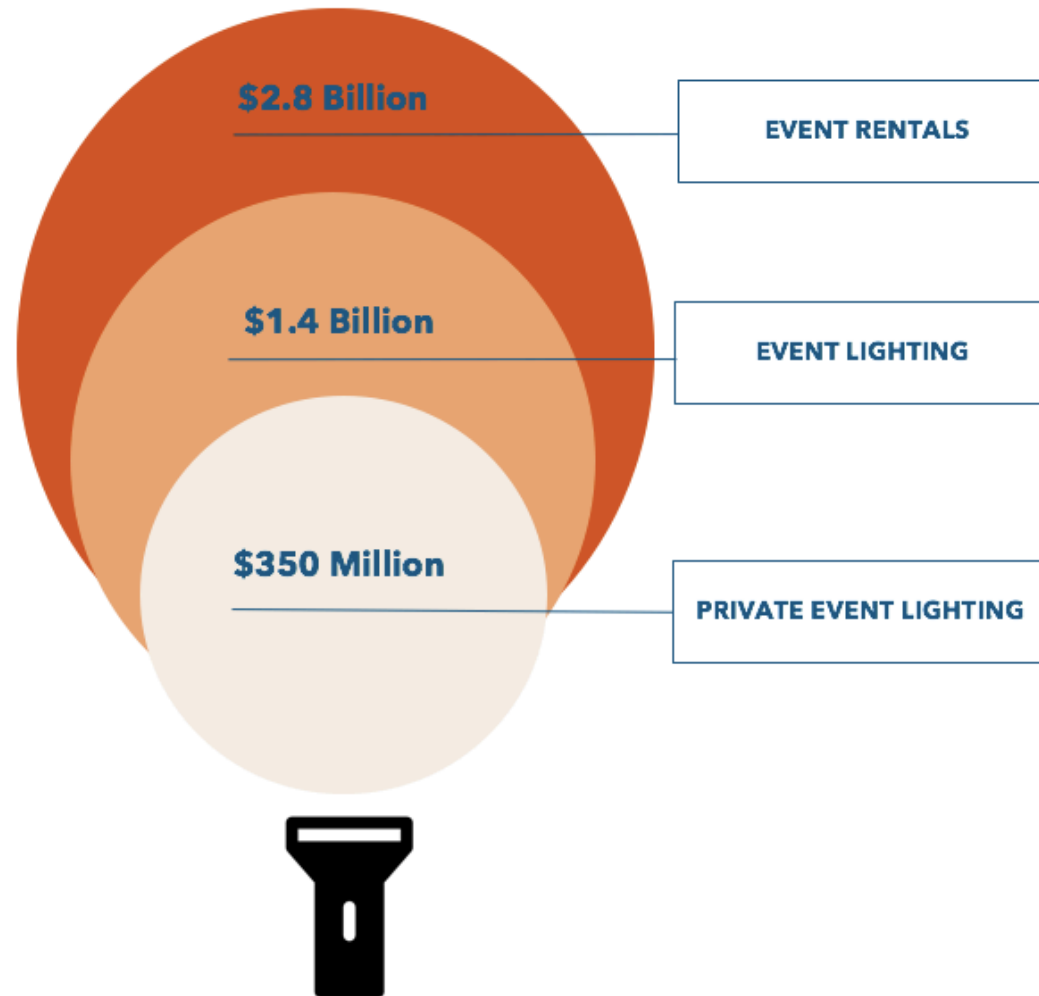 $2.8 Billion
EVENT RENTALS
$1.4 Billion
EVENT LIGHTING
$350 Million
PRIVATE EVENT LIGHTING